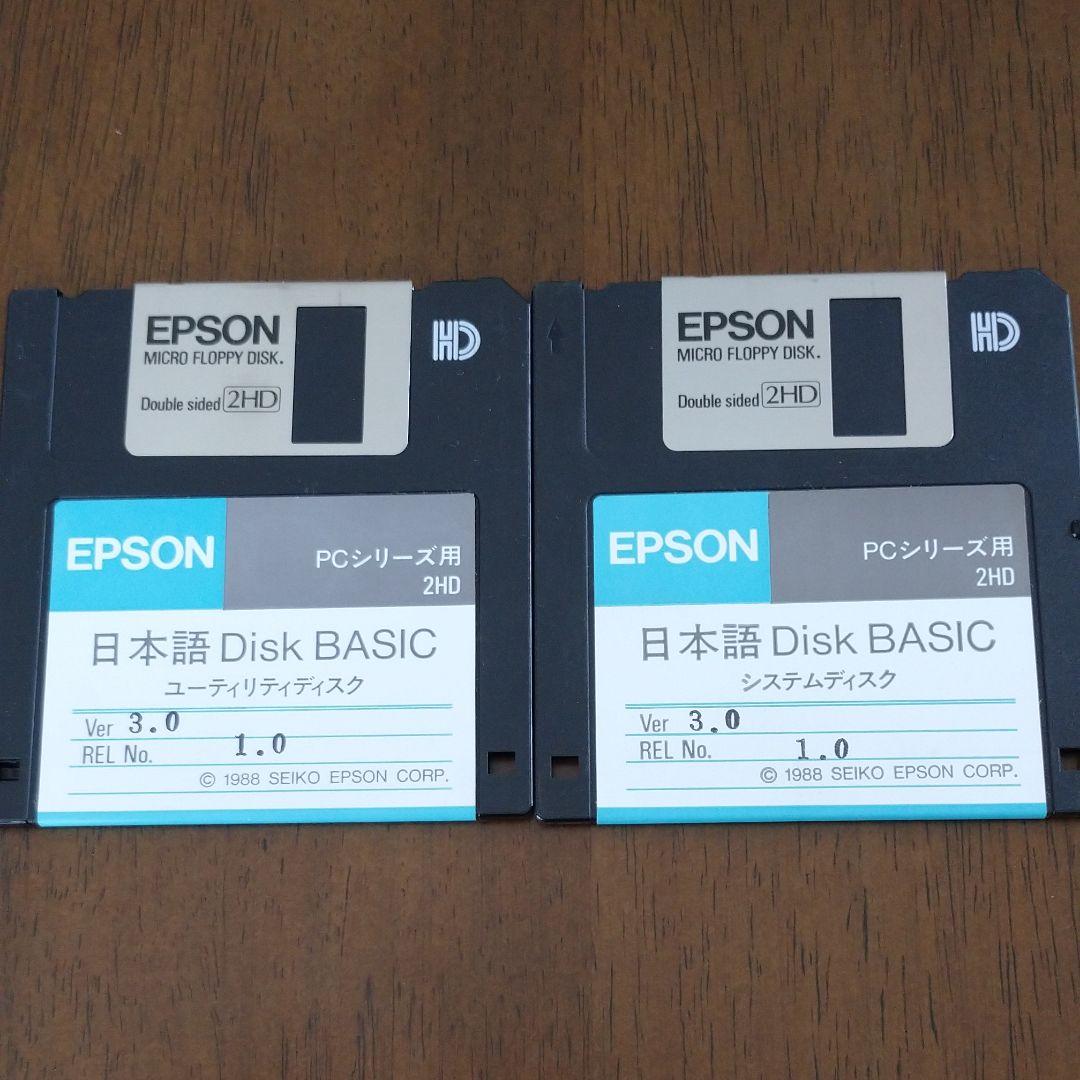 EPSON
MICRO FLOPPY DISK.
Double sided 2HD
HD
EPSON
PCシリーズ用
2HD
日本語 Disk BASIC
ユーティリティディスク
Ver 3.0
REL No. 1.0
© 1988 SEIKO EPSON CORP.
EPSON
MICRO FLOPPY DISK.
Double sided 2HD
HD
EPSON
PCシリーズ用
2HD
日本語 Disk BASIC
システムディスク
Ver 3.0
REL No. 1.0
© 1988 SEIKO EPSON CORP.